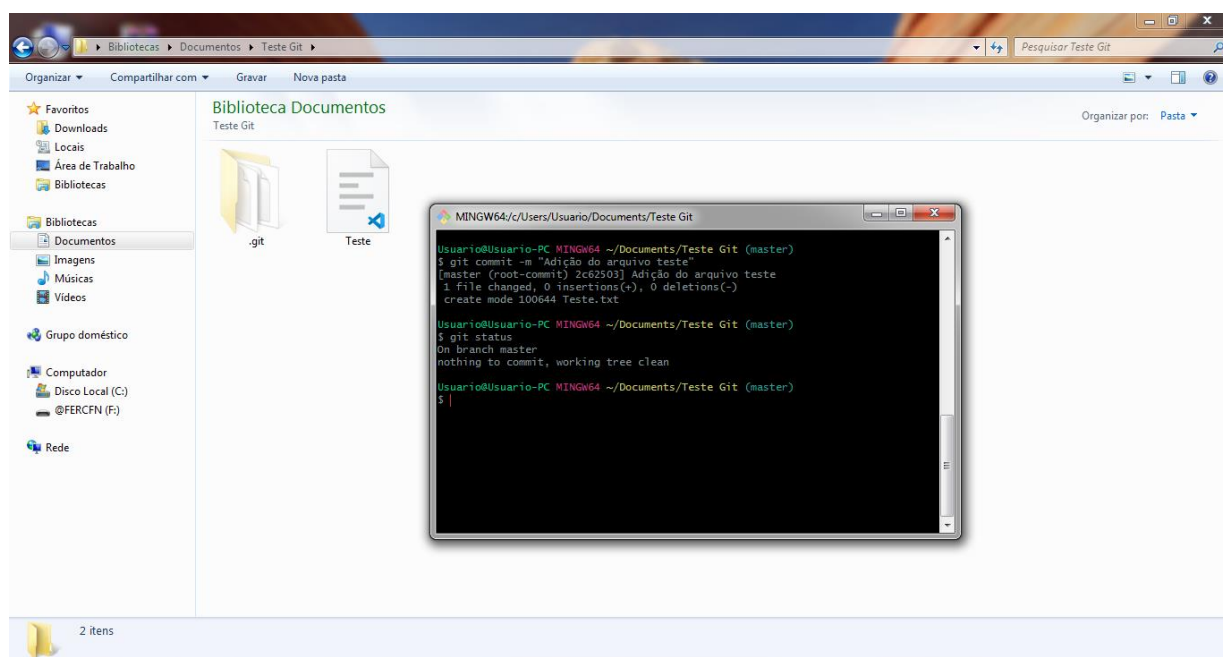 Bibliotecas ▸ Documentos ▸ Teste Git ▸
Pesquisar Teste Git
Organizar
Compartilhar com
Gravar
Nova pasta
Favoritos
Downloads
Locais
Área de Trabalho
Bibliotecas
Bibliotecas
Documentos
Imagens
Músicas
Vídeos
Grupo doméstico
Computador
Disco Local (C:)
@FERCFN (F:)
Rede
Biblioteca Documentos
Teste Git
Organizar por: Pasta
.git
Teste
MINGW64:/c/Users/Usuario/Documents/Teste Git
Usuario@Usuario-PC MINGW64 ~/Documents/Teste Git (master)
$ git commit -m "Adição do arquivo teste"
[master (root-commit) 2c62503] Adição do arquivo teste
1 file changed, 0 insertions(+), 0 deletions(-)
create mode 100644 Teste.txt
Usuario@Usuario-PC MINGW64 ~/Documents/Teste Git (master)
$ git status
On branch master
nothing to commit, working tree clean
Usuario@Usuario-PC MINGW64 ~/Documents/Teste Git (master)
$
2 itens